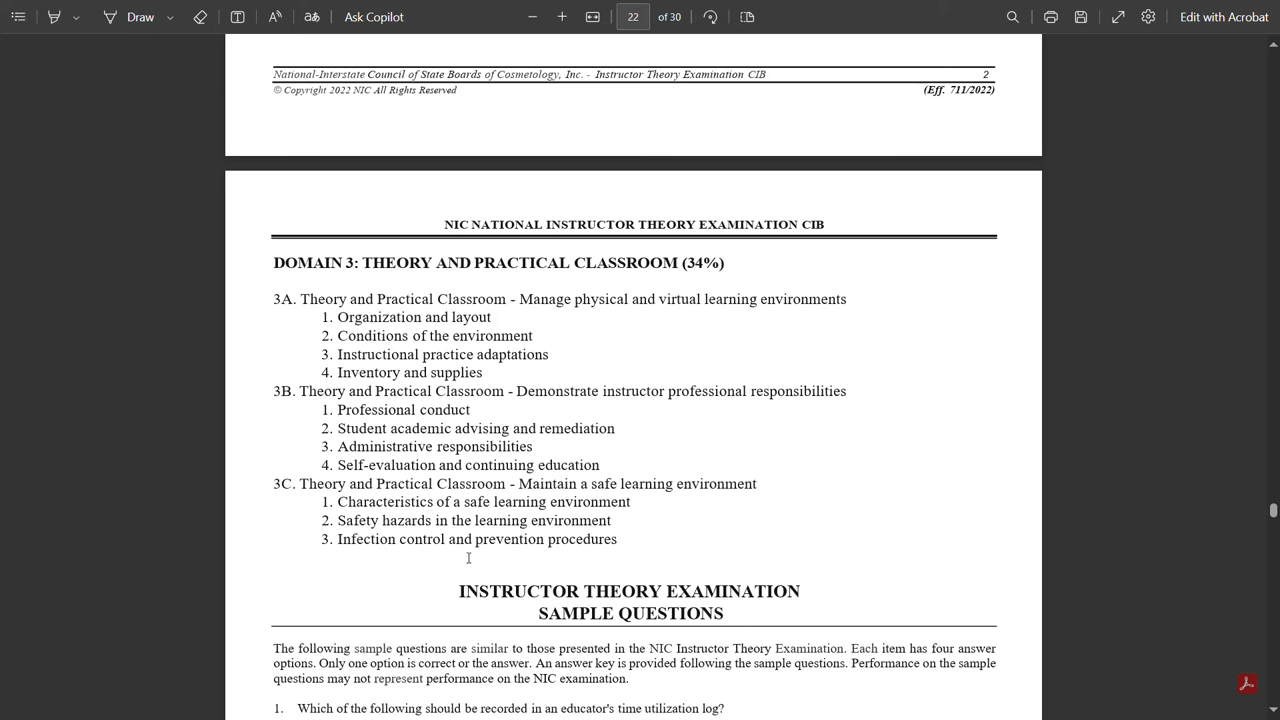 Draw
Ask Copilot
22 of 30
Edit with Acrobat
National-Interstate Council of State Boards of Cosmetology, Inc. - Instructor Theory Examination CIB 2
© Copyright 2022 NIC All Rights Reserved (Eff. 711/2022)
NIC NATIONAL INSTRUCTOR THEORY EXAMINATION CIB
DOMAIN 3: THEORY AND PRACTICAL CLASSROOM (34%)
3A. Theory and Practical Classroom - Manage physical and virtual learning environments
1. Organization and layout
2. Conditions of the environment
3. Instructional practice adaptations
4. Inventory and supplies
3B. Theory and Practical Classroom - Demonstrate instructor professional responsibilities
1. Professional conduct
2. Student academic advising and remediation
3. Administrative responsibilities
4. Self-evaluation and continuing education
3C. Theory and Practical Classroom - Maintain a safe learning environment
1. Characteristics of a safe learning environment
2. Safety hazards in the learning environment
3. Infection control and prevention procedures
INSTRUCTOR THEORY EXAMINATION
SAMPLE QUESTIONS
The following sample questions are similar to those presented in the NIC Instructor Theory Examination. Each item has four answer
options. Only one option is correct or the answer. An answer key is provided following the sample questions. Performance on the sample
questions may not represent performance on the NIC examination.
1. Which of the following should be recorded in an educator's time utilization log?